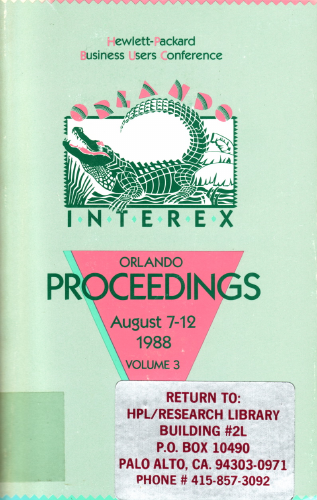 Hewlett-Packard
Business Users Conference
ORLANDO
INTEREX
ORLANDO
PROCEEDINGS
August 7-12
1988
VOLUME 3
RETURN TO:
HPL/RESEARCH LIBRARY
BUILDING #2L
P.O. BOX 10490
PALO ALTO, CA. 94303-0971
PHONE # 415-857-3092